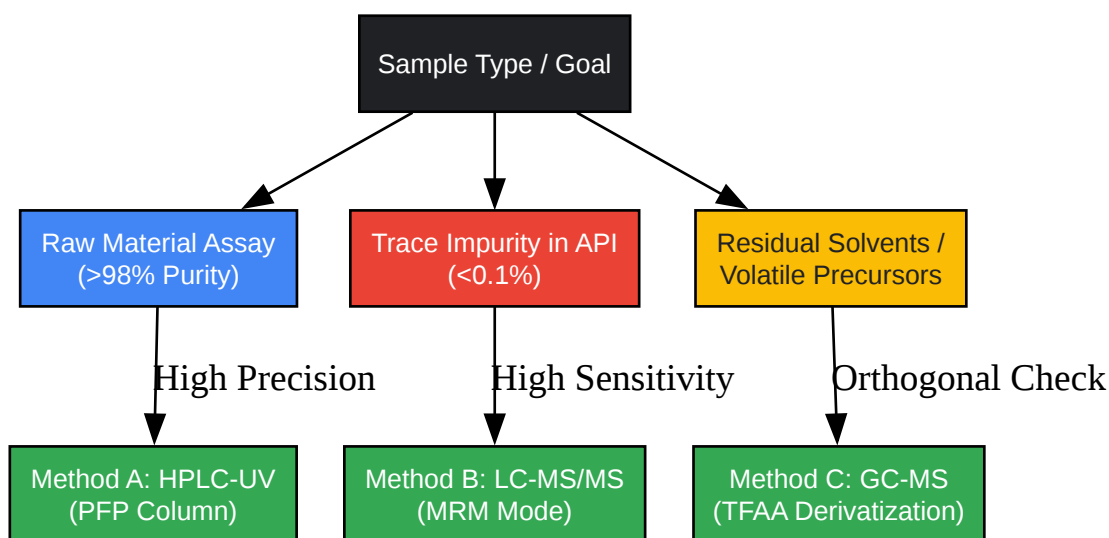 Sample Type / Goal
Raw Material Assay
(>98% Purity)
Trace Impurity in API
(<0.1%)
Residual Solvents /
Volatile Precursors
High Precision
High Sensitivity
Orthogonal Check
Method A: HPLC-UV
(PFP Column)
Method B: LC-MS/MS
(MRM Mode)
Method C: GC-MS
(TFAA Derivatization)